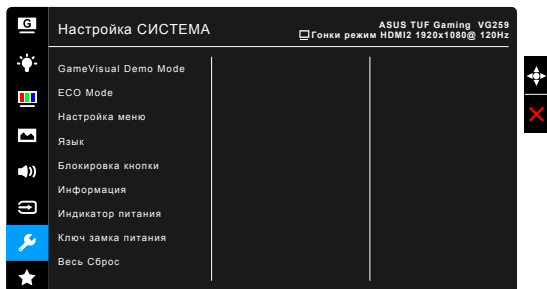 G
Настройка СИСТЕМА
ASUS TUF Gaming VG259
Гонки режим HDMI2 1920x1080@ 120Hz
GameVisual Demo Mode
ECO Mode
Настройка меню
Язык
Блокировка кнопки
Информация
Индикатор питания
Ключ замка питания
Весь Сброс